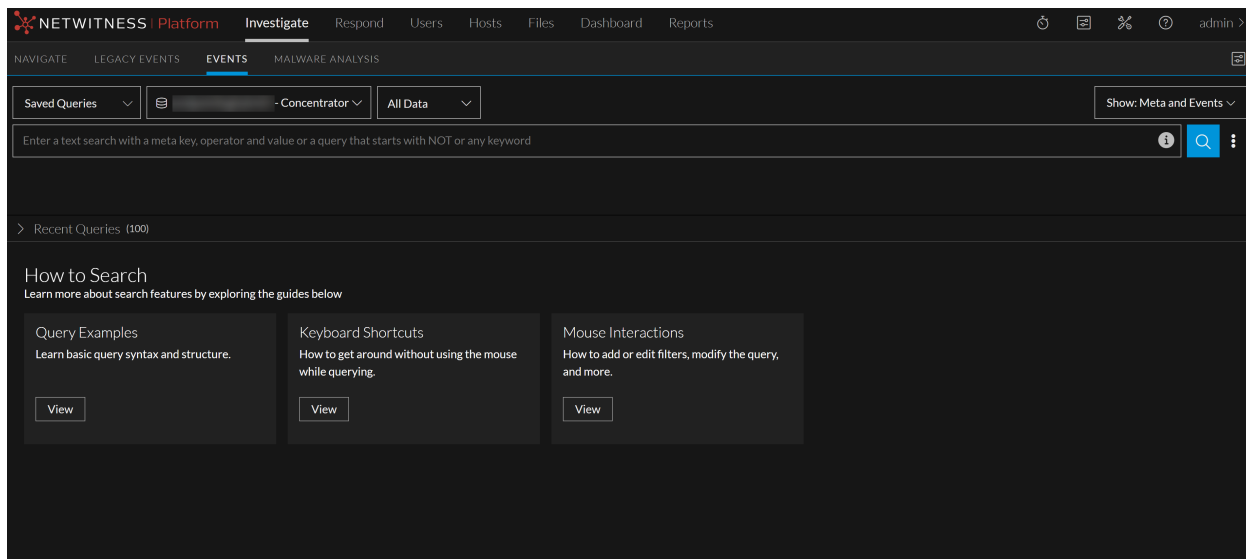 NETWITNESS | Platform Investigate Respond Users Hosts Files Dashboard Reports admin >
NAVIGATE LEGACY EVENTS EVENTS MALWARE ANALYSIS
Saved Queries - Concentrator All Data Show: Meta and Events
Enter a text search with a meta key, operator and value or a query that starts with NOT or any keyword
Recent Queries (100)
How to Search
Learn more about search features by exploring the guides below
Query Examples
Learn basic query syntax and structure.
View
Keyboard Shortcuts
How to get around without using the mouse
while querying.
View
Mouse Interactions
How to add or edit filters, modify the query,
and more.
View